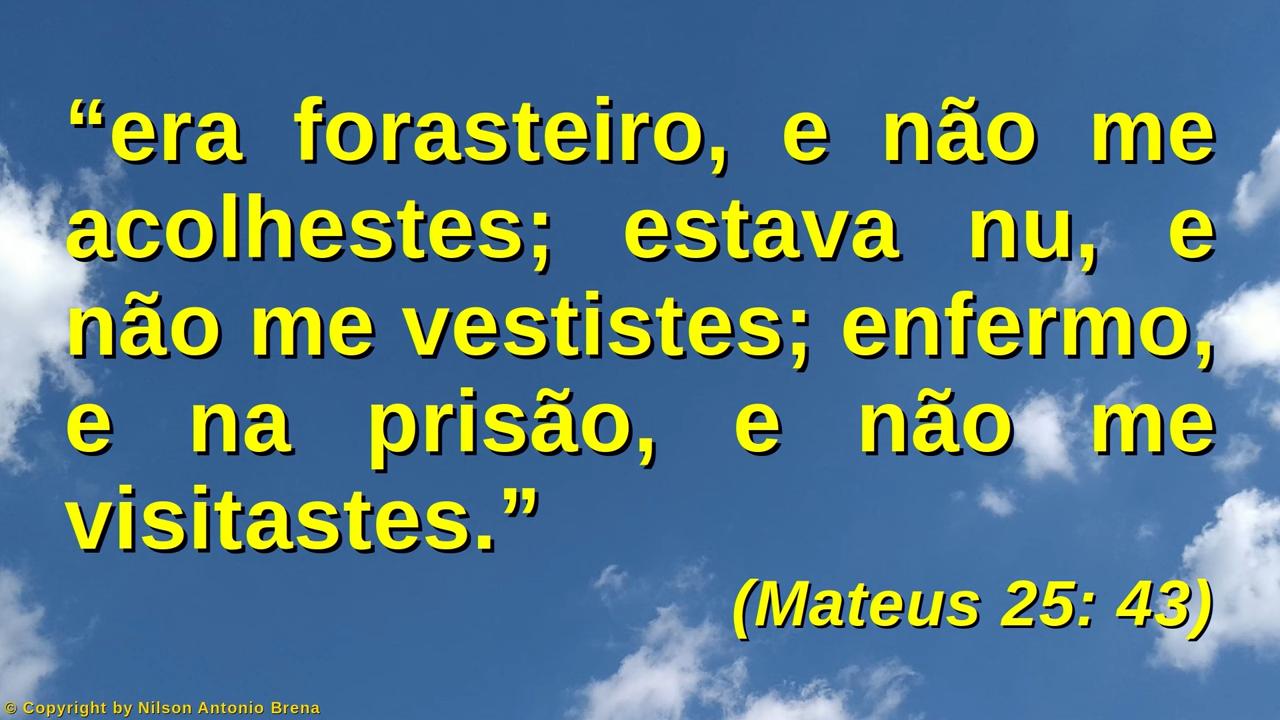 “era forasteiro, e não me
acolhestes; estava nu, e
não me vestistes; enfermo,
e na prisão, e não me
visitastes.”
(Mateus 25: 43)
© Copyright by Nilson Antonio Brena